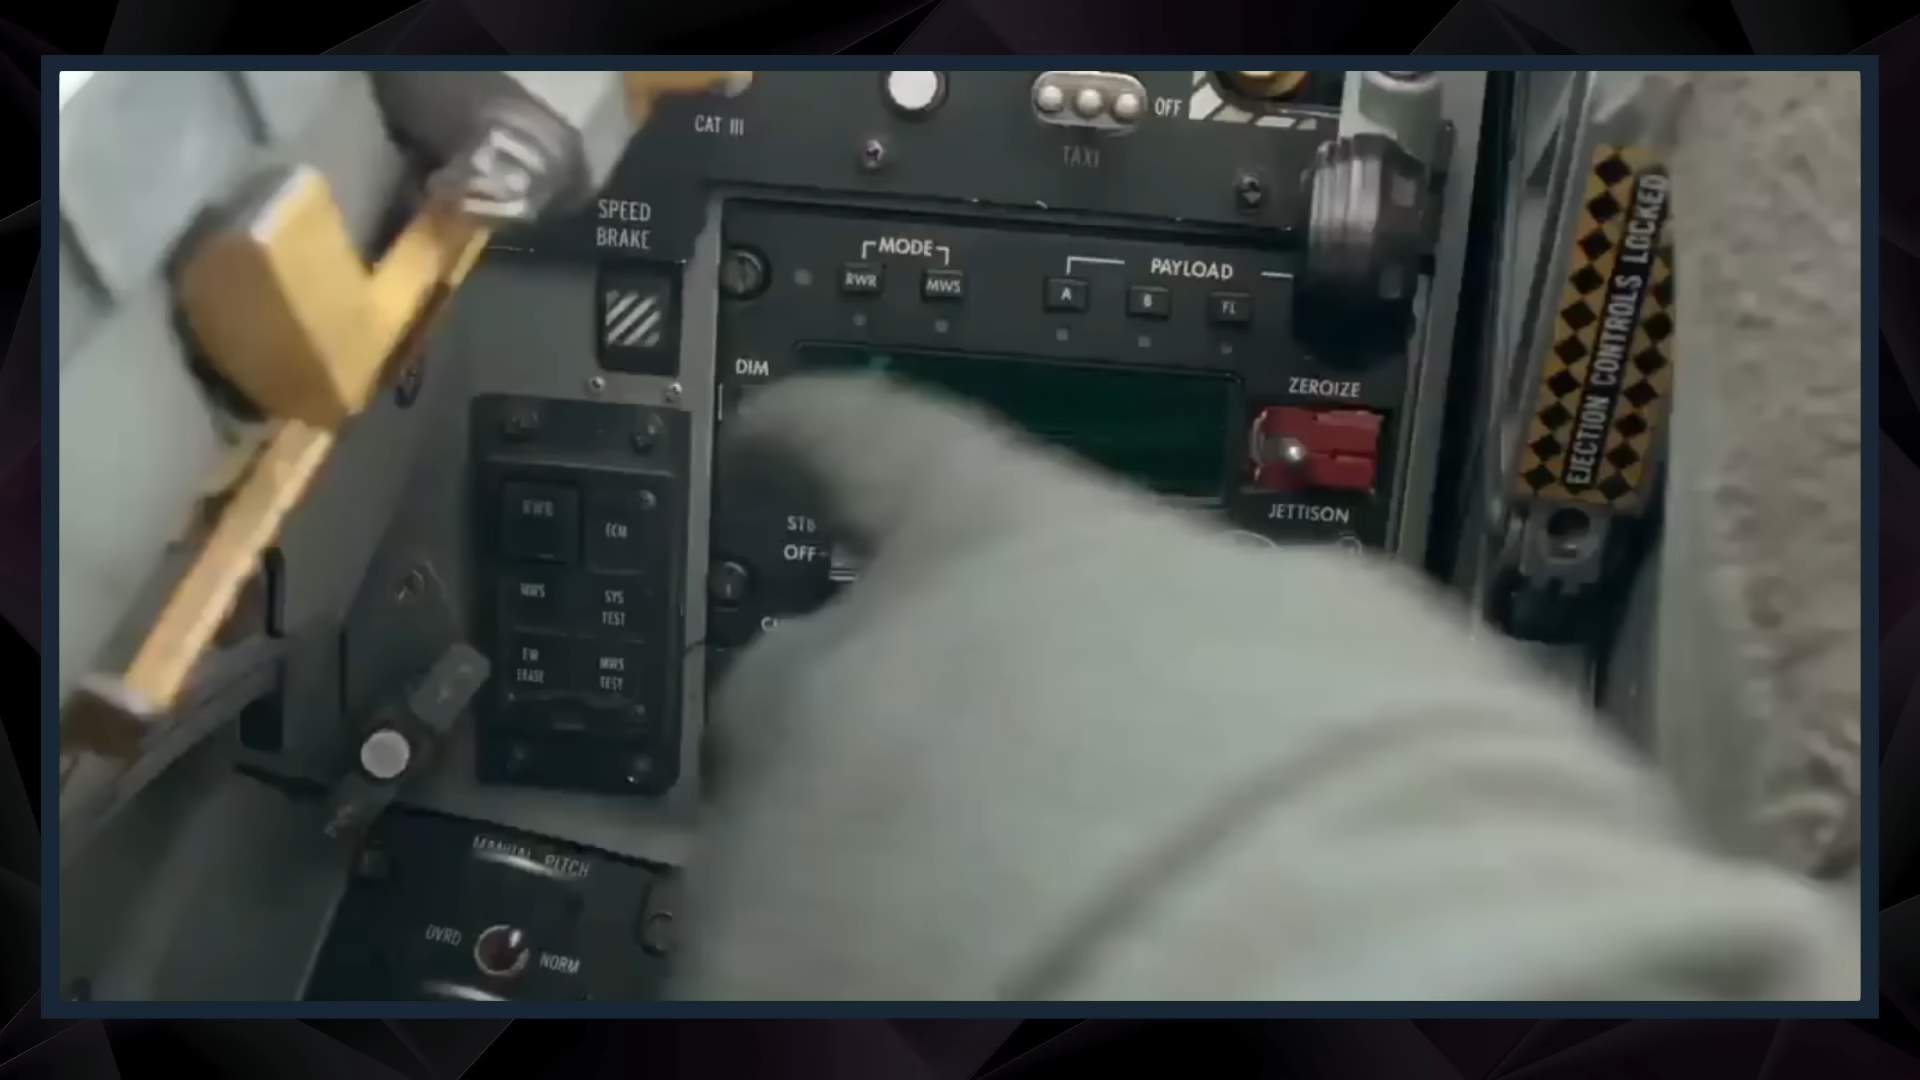 CAT III
OFF
TAXI
SPEED
BRAKE
MODE
RWR
MWS
PAYLOAD
A
B
FL
DIM
ZEROIZE
JETTISON
EJECTION CONTROLS LOCKED
OFF
RWR
ECM
MWS
SYS
TEST
EW
ERASE
MWS
TEST
MANUAL PITCH
OVRD
NORM